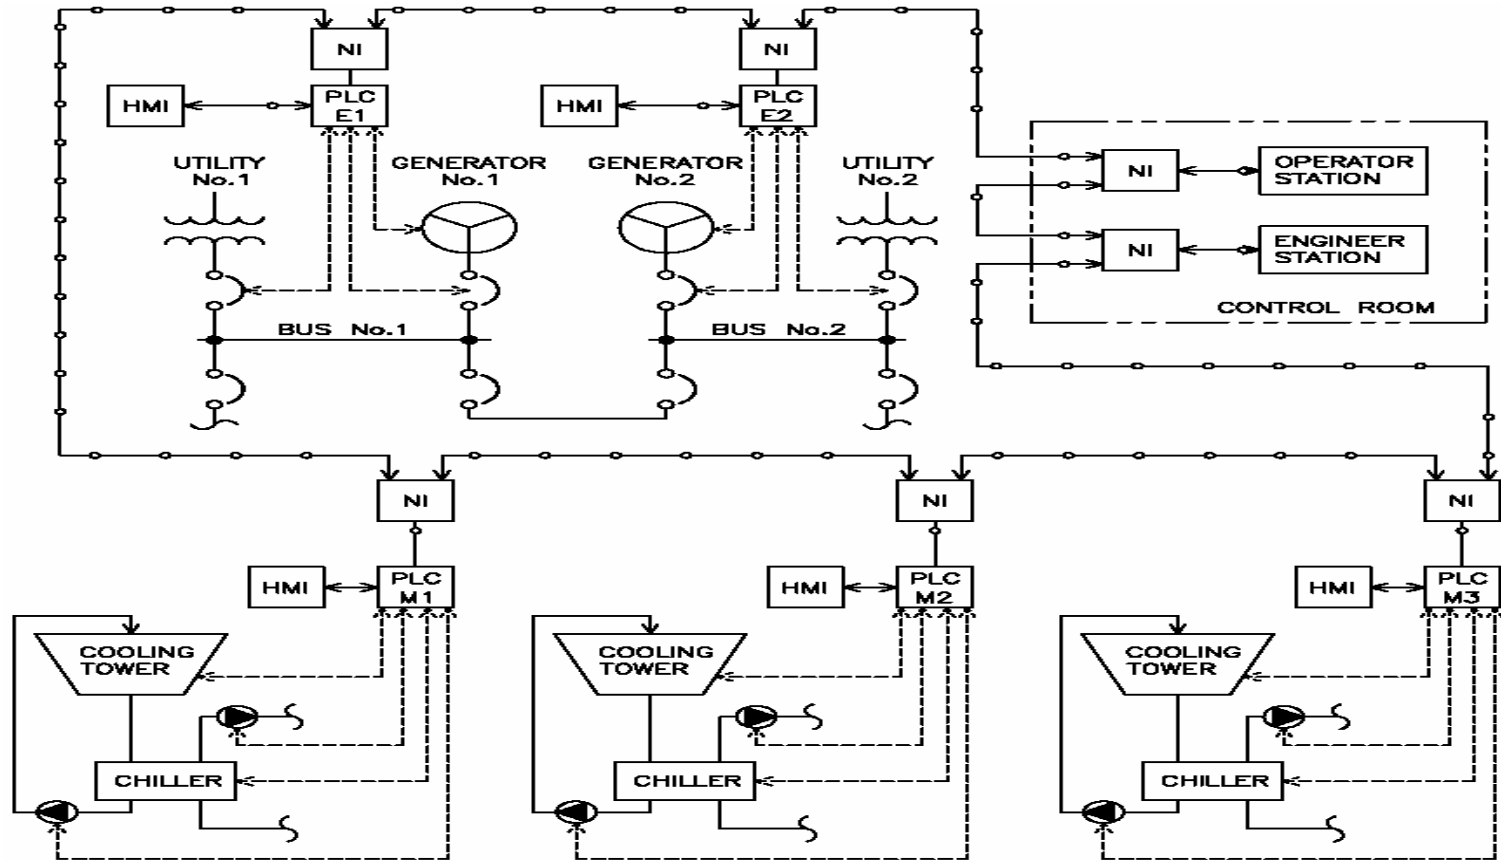 NI
NI
HMI
PLC
E1
HMI
PLC
E2
UTILITY
No.1
GENERATOR
No.1
GENERATOR
No.2
UTILITY
No.2
NI
OPERATOR
STATION
NI
ENGINEER
STATION
CONTROL ROOM
BUS No.1
BUS No.2
NI
NI
NI
HMI
PLC
M1
HMI
PLC
M2
HMI
PLC
M3
COOLING
TOWER
COOLING
TOWER
COOLING
TOWER
CHILLER
CHILLER
CHILLER